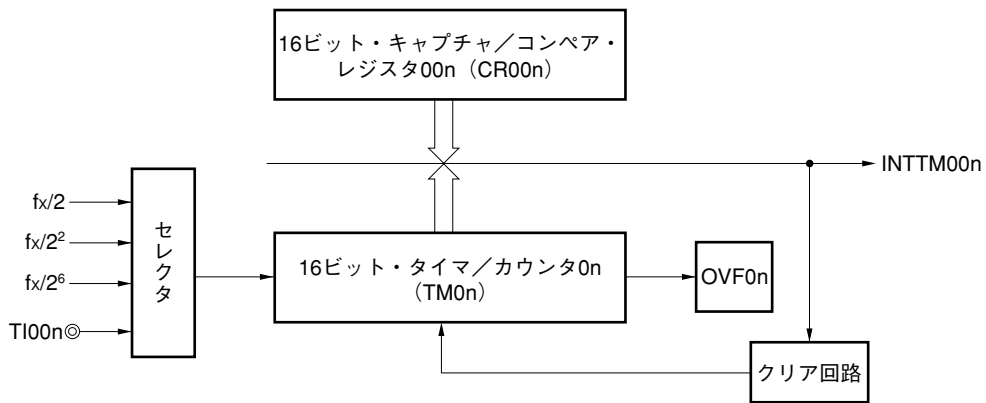 16ビット・キャプチャ／コンペア・
レジスタ00n（CR00n）
INTTM00n
fx/2
fx/2²
fx/2⁶
TI00n◎
セレクタ
16ビット・タイマ／カウンタ0n
（TM0n）
OVF0n
クリア回路